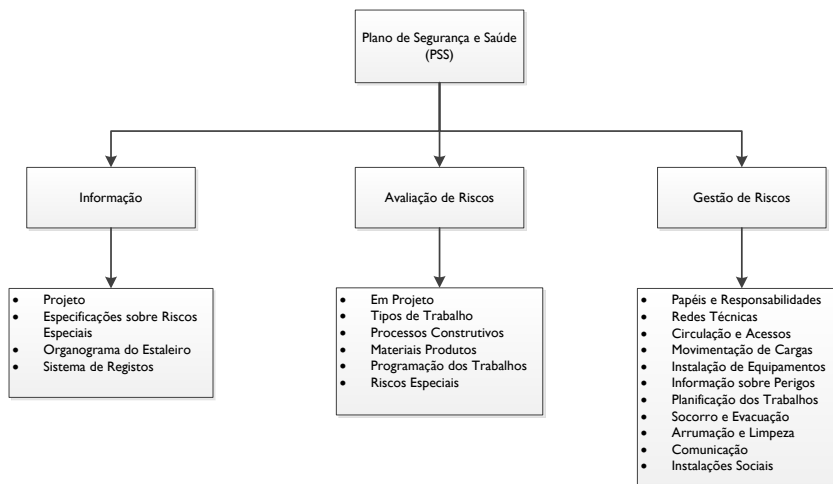 Plano de Segurança e Saúde
(PSS)
Informação
Avaliação de Riscos
Gestão de Riscos
• Projeto
• Especificações sobre Riscos
Especiais
• Organograma do Estaleiro
• Sistema de Registos
• Em Projeto
• Tipos de Trabalho
• Processos Construtivos
• Materiais Produtos
• Programação dos Trabalhos
• Riscos Especiais
• Papéis e Responsabilidades
• Redes Técnicas
• Circulação e Acessos
• Movimentação de Cargas
• Instalação de Equipamentos
• Informação sobre Perigos
• Planificação dos Trabalhos
• Socorro e Evacuação
• Arrumação e Limpeza
• Comunicação
• Instalações Sociais